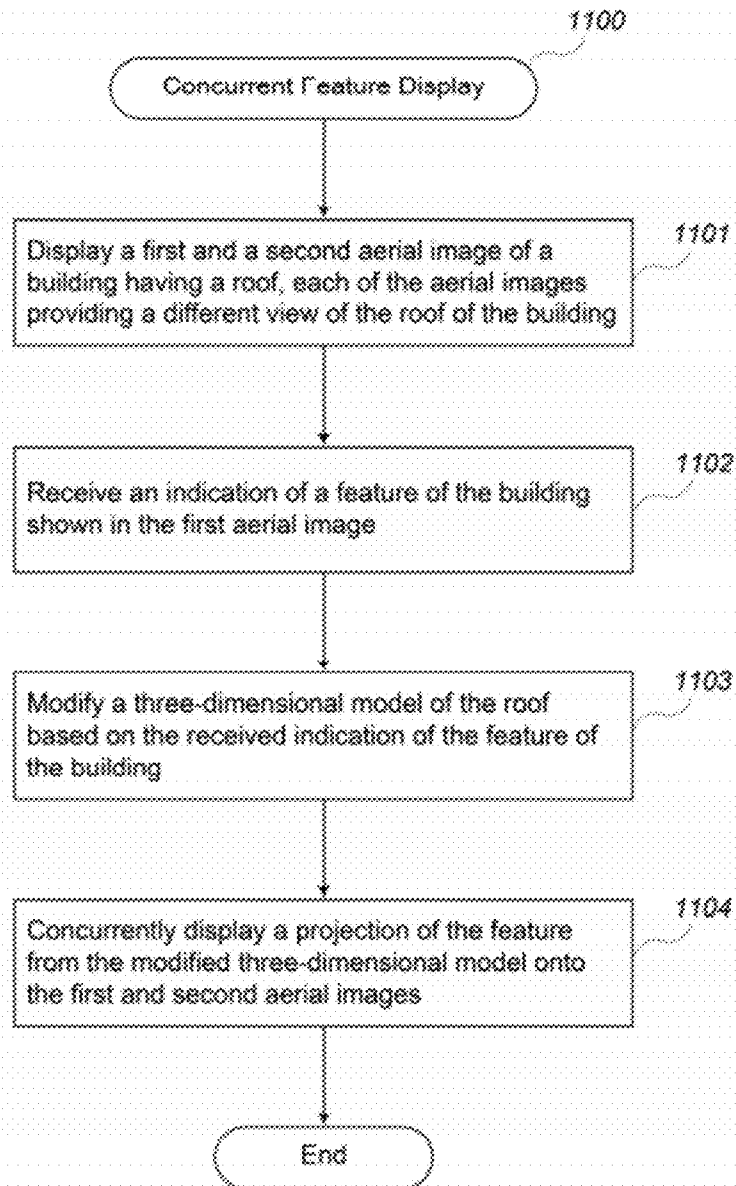 1100
Concurrent Feature Display
1101
Display a first and a second aerial image of a
building having a roof, each of the aerial images
providing a different view of the roof of the building
1102
Receive an indication of a feature of the building
shown in the first aerial image
1103
Modify a three-dimensional model of the roof
based on the received indication of the feature of
the building
1104
Concurrently display a projection of the feature
from the modified three-dimensional model onto
the first and second aerial images
End